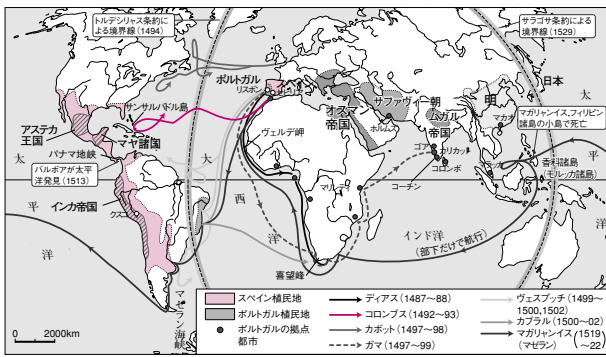 トルデシリャス条約に
よる境界線(1494)
サラゴサ条約による
境界線(1529)
ポルトガル
リスボン
サンサルバドル島
アステカ
王国
マヤ諸国
パナマ地峡
バルボアが太平
洋発見(1513)
インカ帝国
クスコ
ヴェルデ岬
オスマン
帝国
サファヴィー朝
ホルムズ
ムガル
帝国
ゴア
カリカット
コロンボ
コーチン
マリンディ
明
マカオ
日本
マガリャンイス,フィリピン
諸島の小島で死亡
マラッカ
香料諸島
(モルッカ諸島)
太
平
洋
大
西
洋
太
平
洋
インド洋
(部下だけで航行)
喜望峰
マゼラン海峡
0 2000km
スペイン植民地
ポルトガル植民地
ポルトガルの拠点
都市
ディアス(1487~88)
コロンブス(1492~93)
カボット(1497~98)
ガマ(1497~99)
ヴェスプッチ(1499~
1500,1502)
カブラル(1500~02)
マガリャンイス(1519
(マゼラン) ~22)